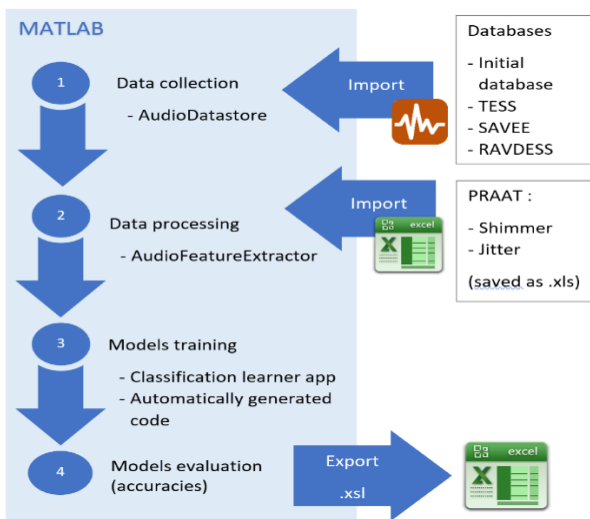 MATLAB
1
Data collection
- AudioDatastore
Import
Databases
- Initial
database
- TESS
- SAVEE
- RAVDESS
2
Data processing
- AudioFeatureExtractor
Import
excel
X
PRAAT :
- Shimmer
- Jitter
(saved as .xls)
3
Models training
- Classification learner app
- Automatically generated
code
4
Models evaluation
(accuracies)
Export
.xsl
excel
X